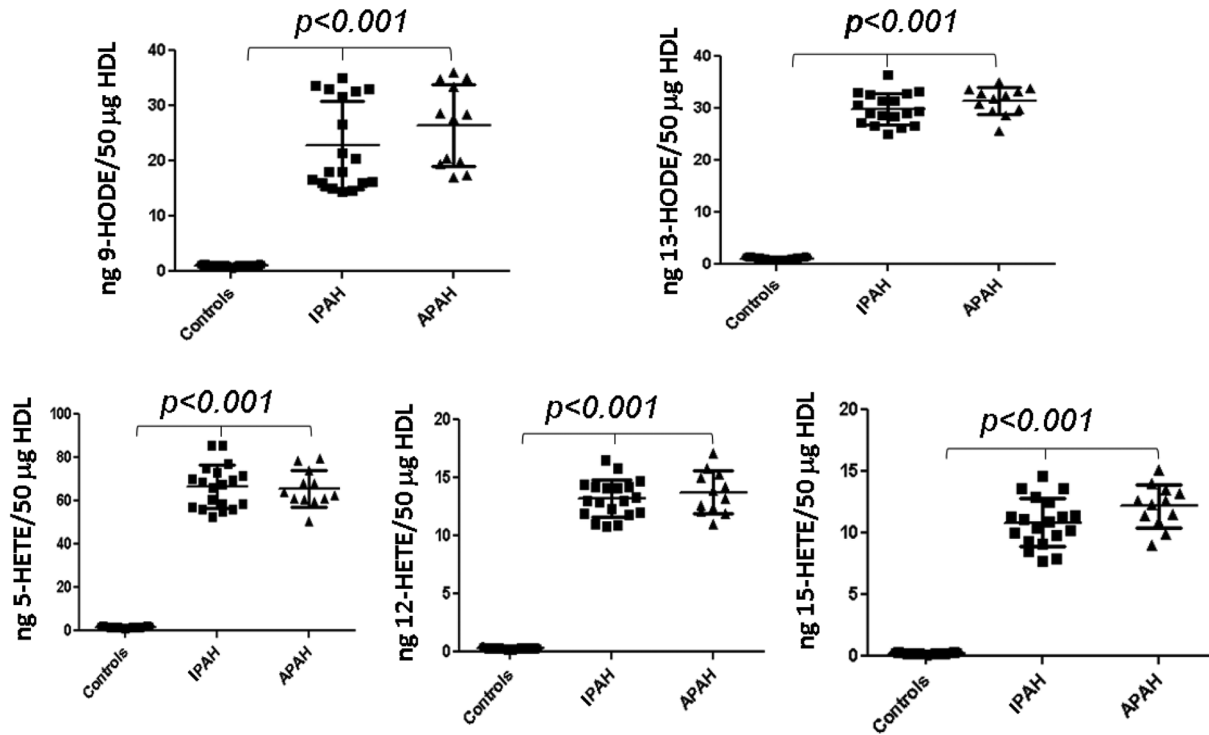 p<0.001
ng 9-HODE/50 µg HDL
40
30
20
10
0
Controls
IPAH
APAH
p<0.001
ng 13-HODE/50 µg HDL
40
30
20
10
0
Controls
IPAH
APAH
p<0.001
ng 5-HETE/50 µg HDL
100
80
60
40
20
0
Controls
IPAH
APAH
p<0.001
ng 12-HETE/50 µg HDL
20
15
10
5
0
Controls
IPAH
APAH
p<0.001
ng 15-HETE/50 µg HDL
20
15
10
5
0
Controls
IPAH
APAH